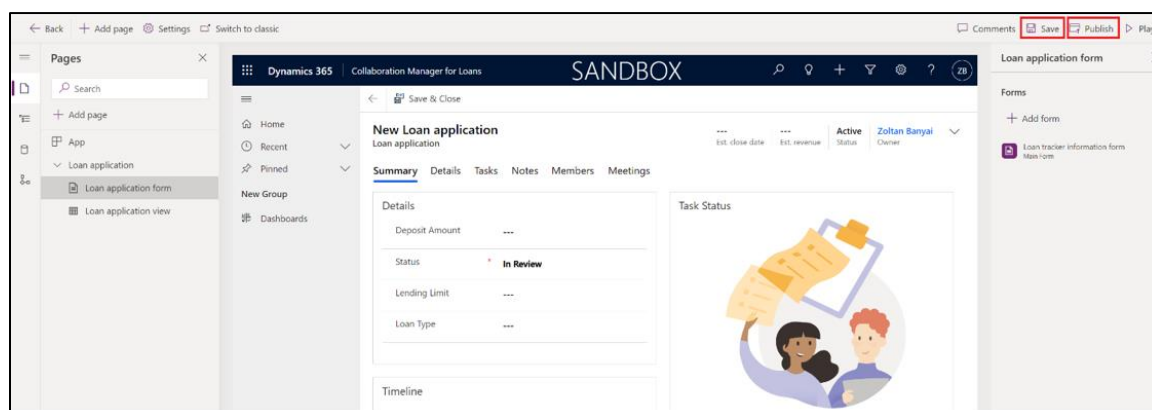 Back Add page Settings Switch to classic Comments Save Publish Play
Pages
Search
Add page
App
Loan application
Loan application form
Loan application view
Dynamics 365 Collaboration Manager for Loans SANDBOX ? ZB
Home
Recent
Pinned
New Group
Dashboards
Save & Close
New Loan application
Loan application
--- --- Active Zoltan Banyai
Est. close date Est. revenue Status Owner
Summary Details Tasks Notes Members Meetings
Details
Deposit Amount ---
Status * In Review
Lending Limit ---
Loan Type ---
Timeline
Task Status
Loan application form
Forms
Add form
Loan tracker information form
Main Form